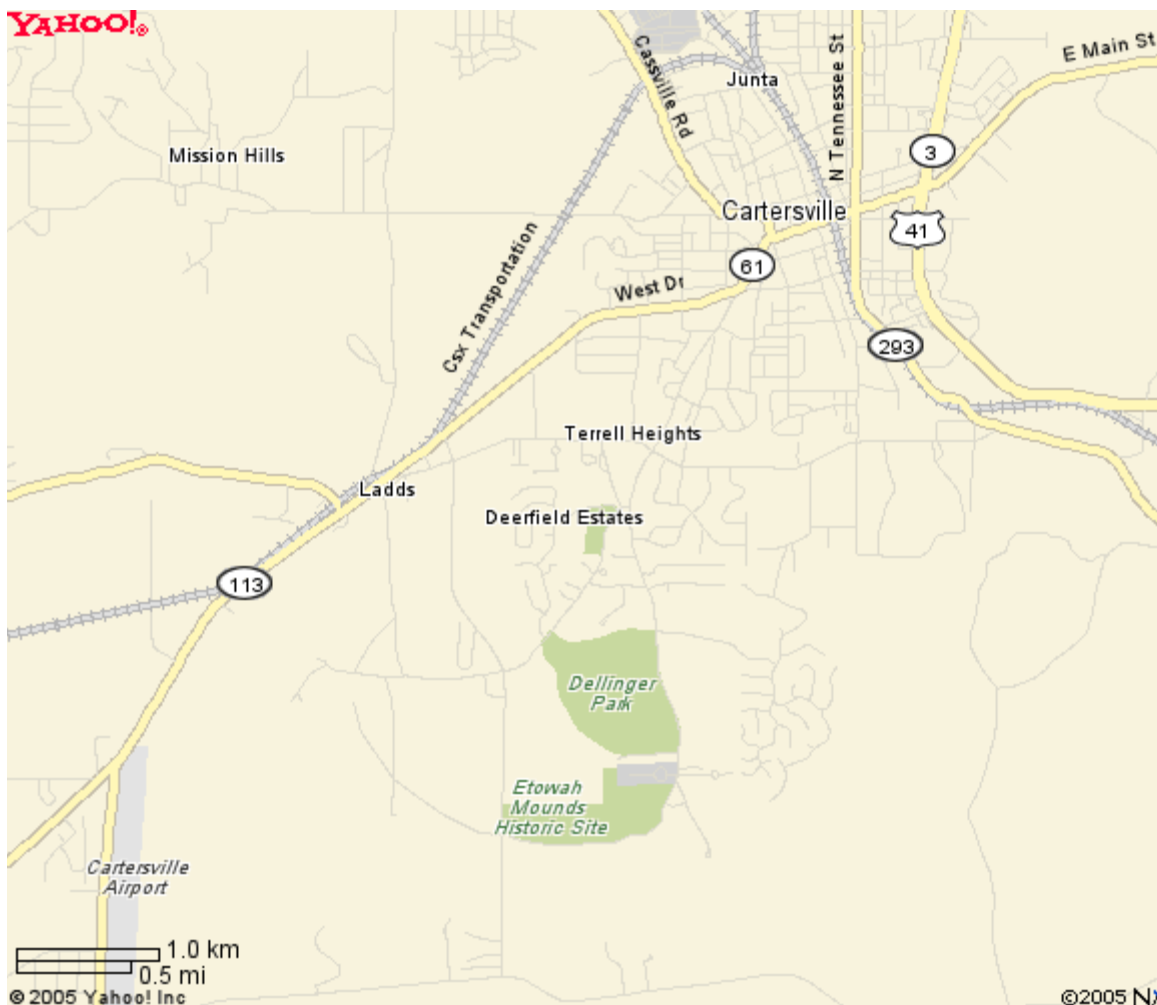 YAHOO!®
E Main St
Cassville Rd
N Tennessee St
Junta
3
Mission Hills
Cartersville
41
61
Csx Transportation
West Dr
293
Terrell Heights
Ladds
Deerfield Estates
113
Dellinger
Park
Etowah
Mounds
Historic Site
Cartersville
Airport
1.0 km
0.5 mi
© 2005 Yahoo! Inc
©2005 N